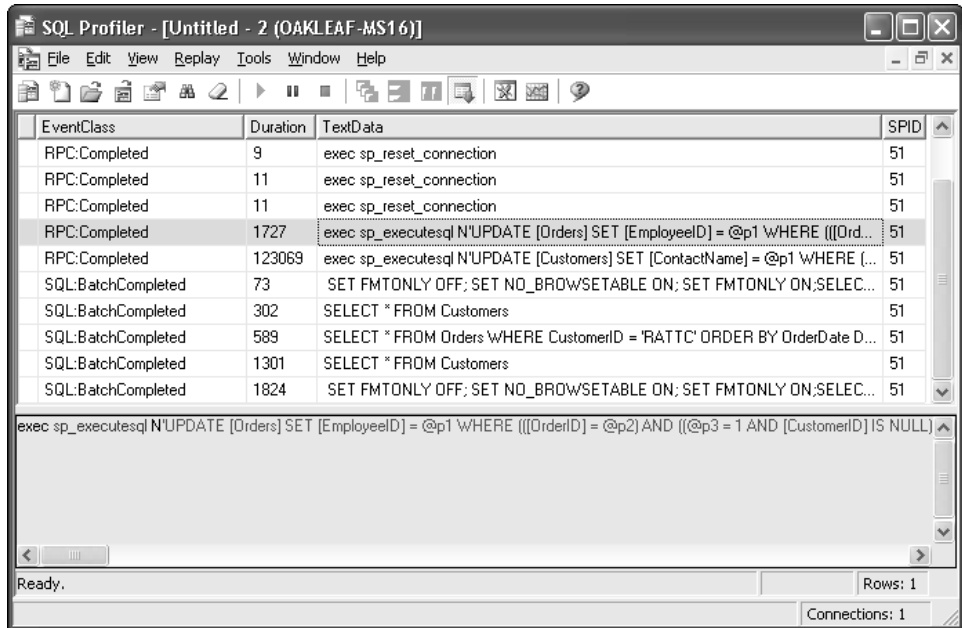 SQL Profiler - [Untitled - 2 (OAKLEAF-MS16)]
File Edit View Replay Tools Window Help
EventClass Duration TextData SPID
RPC:Completed 9 exec sp_reset_connection 51
RPC:Completed 11 exec sp_reset_connection 51
RPC:Completed 11 exec sp_reset_connection 51
RPC:Completed 1727 exec sp_executesql N'UPDATE [Orders] SET [EmployeeID] = @p1 WHERE ((([Ord... 51
RPC:Completed 123069 exec sp_executesql N'UPDATE [Customers] SET [ContactName] = @p1 WHERE (... 51
SQL:BatchCompleted 73 SET FMTONLY OFF; SET NO_BROWSETABLE ON; SET FMTONLY ON;SELEC... 51
SQL:BatchCompleted 302 SELECT * FROM Customers 51
SQL:BatchCompleted 589 SELECT * FROM Orders WHERE CustomerID = 'RATTC' ORDER BY OrderDate D... 51
SQL:BatchCompleted 1301 SELECT * FROM Customers 51
SQL:BatchCompleted 1824 SET FMTONLY OFF; SET NO_BROWSETABLE ON; SET FMTONLY ON;SELEC... 51
exec sp_executesql N'UPDATE [Orders] SET [EmployeeID] = @p1 WHERE ((([OrderID] = @p2) AND ((@p3 = 1 AND [CustomerID] IS NULL)
Ready. Rows: 1
Connections: 1